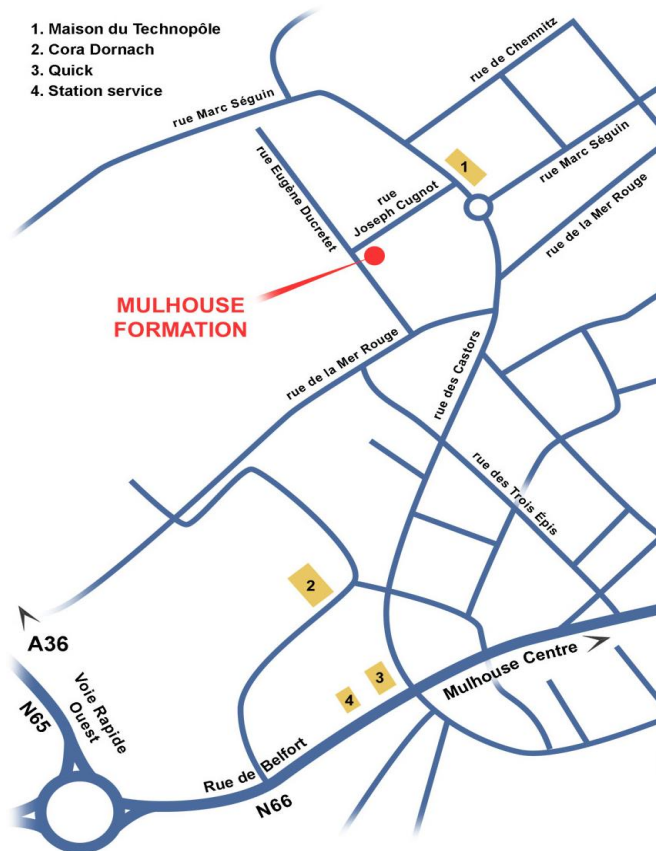 1. Maison du Technopôle
2. Cora Dornach
3. Quick
4. Station service
rue de Chemnitz
rue Marc Séguin
1
rue Marc Séguin
rue Eugène Ducretet
rue
Joseph Cugnot
rue de la Mer Rouge
MULHOUSE
FORMATION
rue de la Mer Rouge
rue des Castors
rue des Trois Épis
2
A36
Voie Rapide
Ouest
N65
3
4
Mulhouse Centre
Rue de Belfort
N66